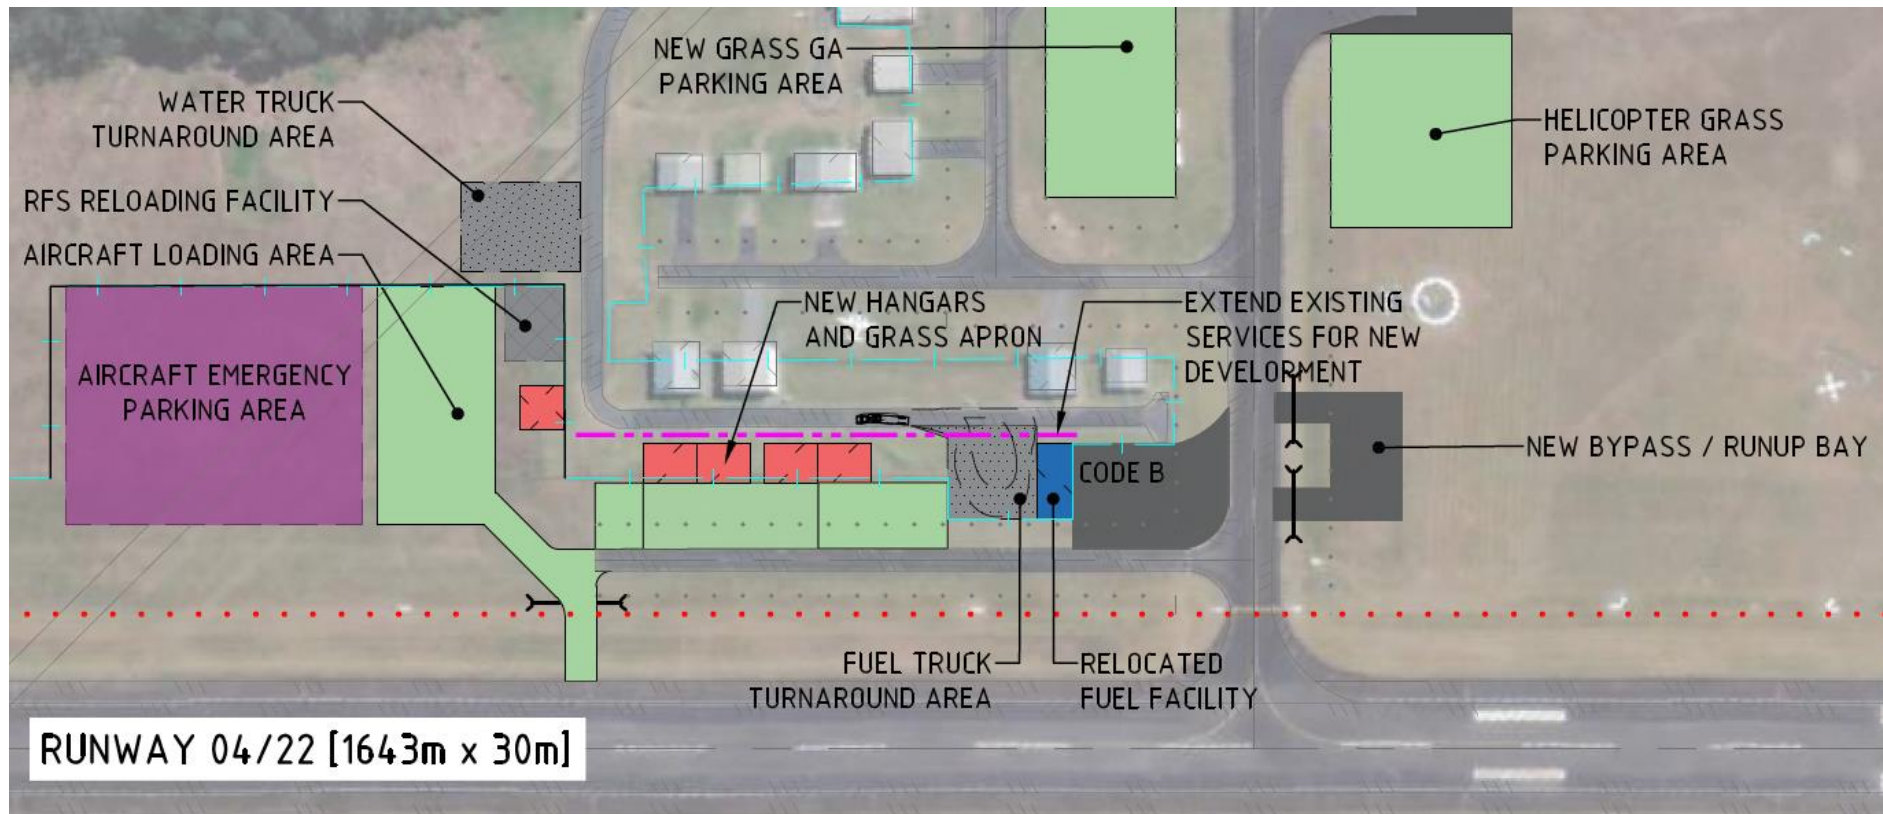 NEW GRASS GA
PARKING AREA
WATER TRUCK
TURNAROUND AREA
HELICOPTER GRASS
PARKING AREA
RFS RELOADING FACILITY
AIRCRAFT LOADING AREA
NEW HANGARS
AND GRASS APRON
EXTEND EXISTING
SERVICES FOR NEW
DEVELOPMENT
AIRCRAFT EMERGENCY
PARKING AREA
NEW BYPASS / RUNUP BAY
CODE B
FUEL TRUCK
TURNAROUND AREA
RELOCATED
FUEL FACILITY
RUNWAY 04/22 [1643m x 30m]